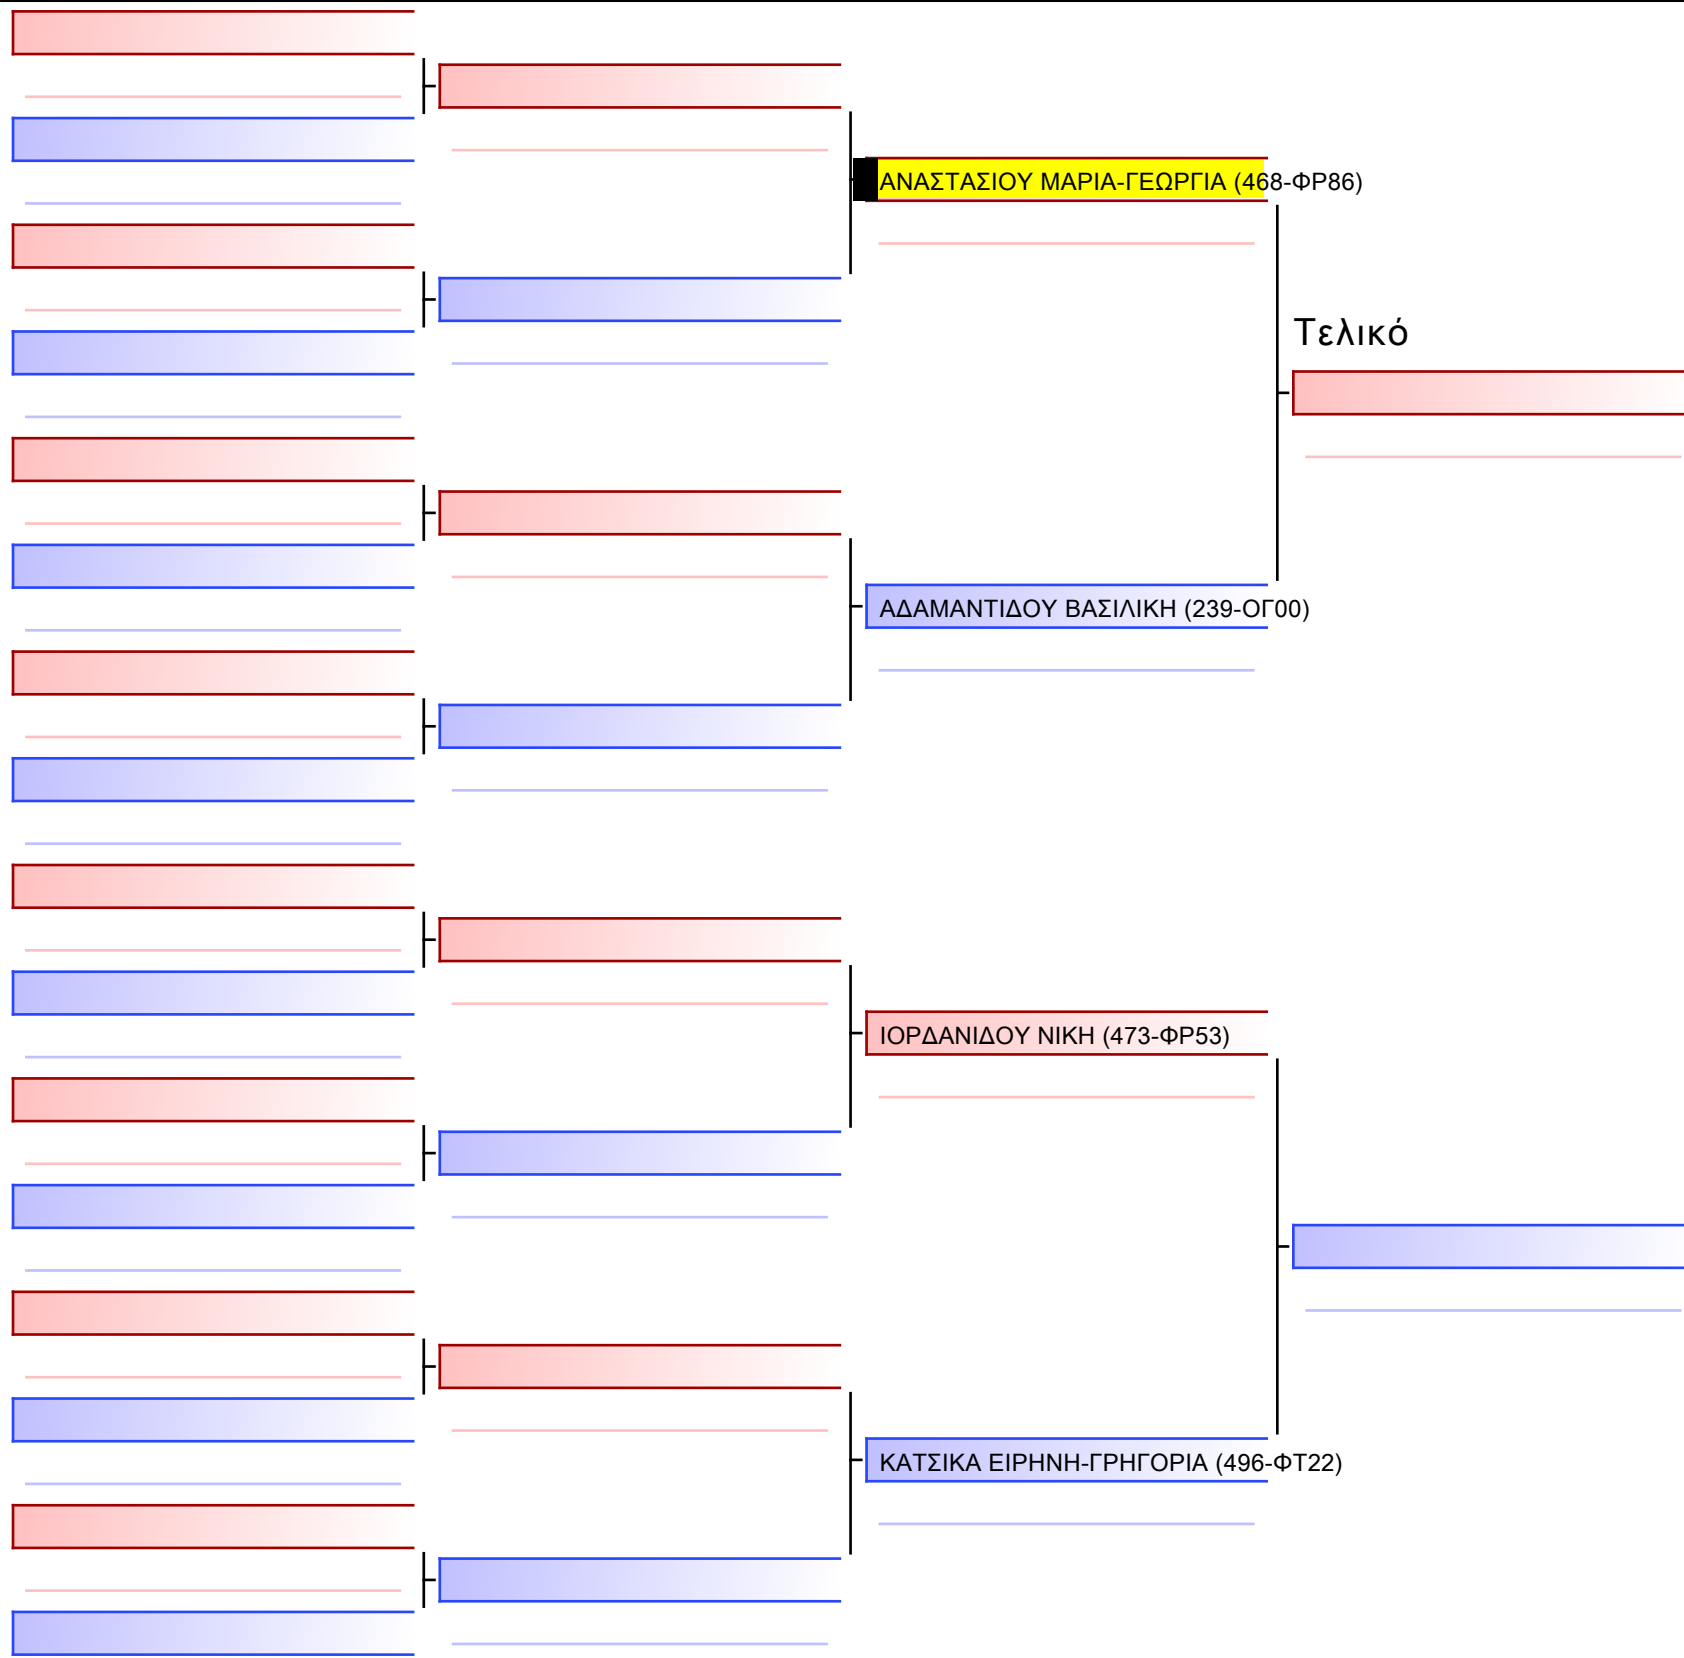 ΑΝΑΣΤΑΣΙΟΥ ΜΑΡΙΑ-ΓΕΩΡΓΙΑ (468-ΦΡ86)
Τελικό
ΑΔΑΜΑΝΤΙΔΟΥ ΒΑΣΙΛΙΚΗ (239-ΟΓ00)
ΙΟΡΔΑΝΙΔΟΥ ΝΙΚΗ (473-ΦΡ53)
ΚΑΤΣΙΚΑ ΕΙΡΗΝΗ-ΓΡΗΓΟΡΙΑ (496-ΦΤ22)